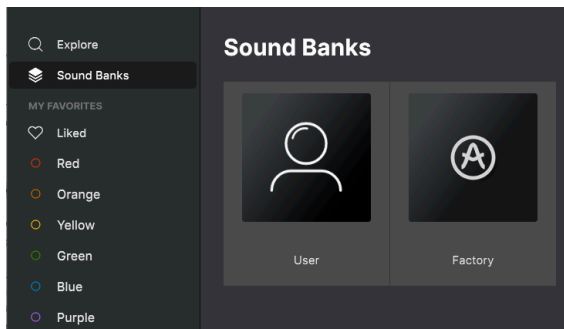 Explore
Sound Banks
MY FAVORITES
Liked
Red
Orange
Yellow
Green
Blue
Purple
Sound Banks
User
Factory